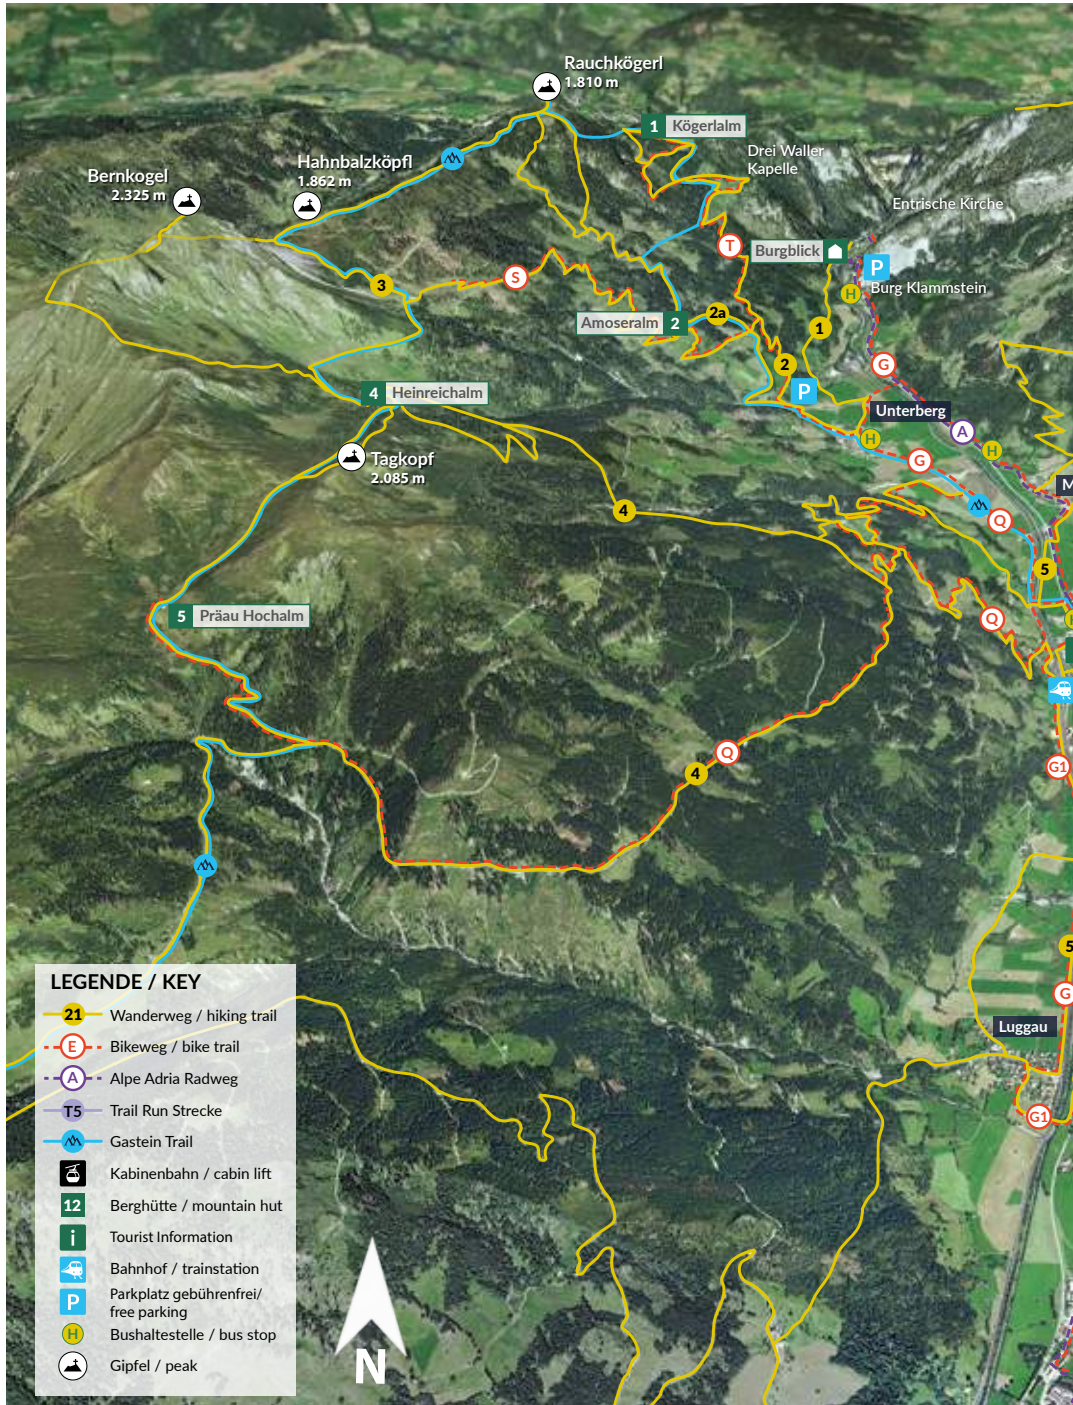 Rauchkögerl
1.810 m
1 Kögerlalm
Drei Waller
Kapelle
Hahnbalzköpfl
1.862 m
Bernkogel
2.325 m
Entrische Kirche
T
Burgblick
P
S
3
H
Burg Klammstein
Amoseralm 2
2a
1
2
G
P
4 Heinreichalm
Unterberg
A
H
H
G
Tagkopf
2.085 m
M
4
Q
5
5 Präau Hochalm
Q
H
Q
4
G1
5
G
Luggau
G1
LEGENDE / KEY
21 Wanderweg / hiking trail
E Bikeweg / bike trail
A Alpe Adria Radweg
T5 Trail Run Strecke
Gastein Trail
Kabinenbahn / cabin lift
12 Berghütte / mountain hut
i Tourist Information
Bahnhof / trainstation
P Parkplatz gebührenfrei/
free parking
H Bushaltestelle / bus stop
Gipfel / peak
N